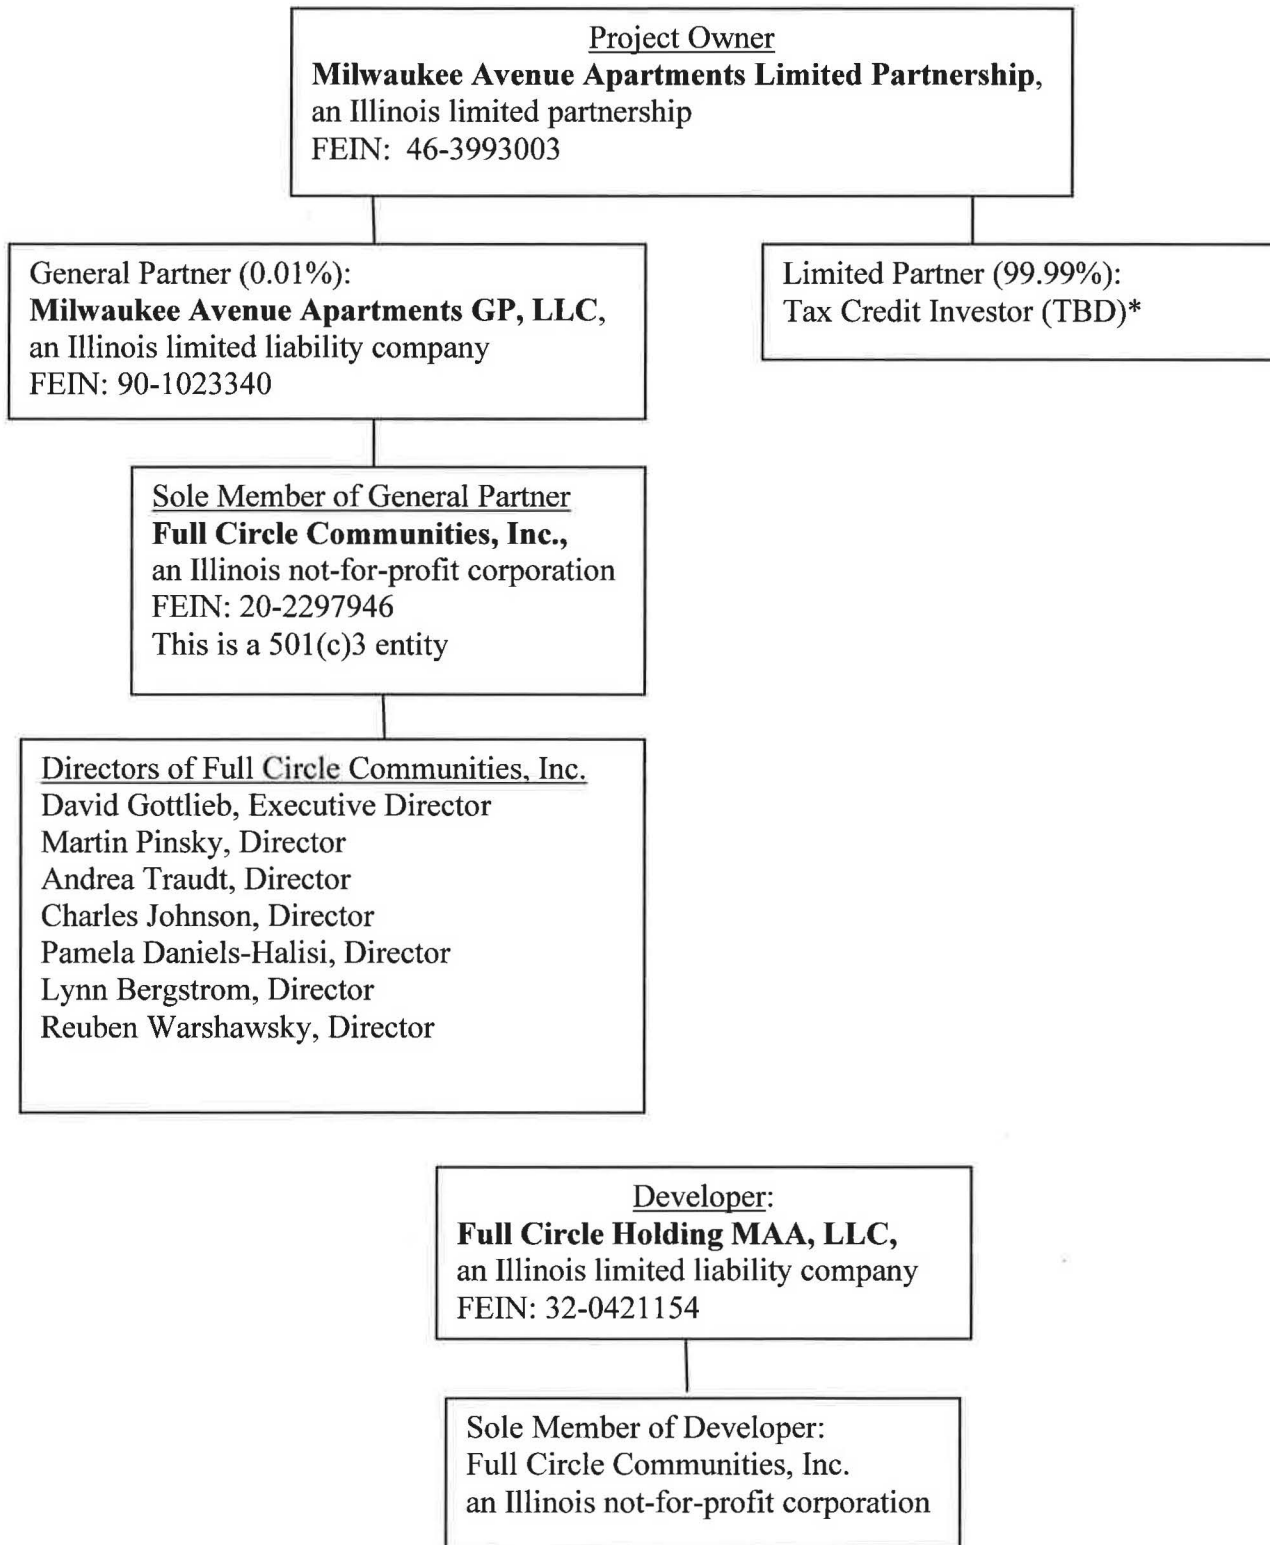 Project Owner
Milwaukee Avenue Apartments Limited Partnership,
an Illinois limited partnership
FEIN: 46-3993003
General Partner (0.01%):
Milwaukee Avenue Apartments GP, LLC,
an Illinois limited liability company
FEIN: 90-1023340
Limited Partner (99.99%):
Tax Credit Investor (TBD)*
Sole Member of General Partner
Full Circle Communities, Inc.,
an Illinois not-for-profit corporation
FEIN: 20-2297946
This is a 501(c)3 entity
Directors of Full Circle Communities, Inc.
David Gottlieb, Executive Director
Martin Pinsky, Director
Andrea Traudt, Director
Charles Johnson, Director
Pamela Daniels-Halisi, Director
Lynn Bergstrom, Director
Reuben Warshawsky, Director
Developer:
Full Circle Holding MAA, LLC,
an Illinois limited liability company
FEIN: 32-0421154
Sole Member of Developer:
Full Circle Communities, Inc.
an Illinois not-for-profit corporation